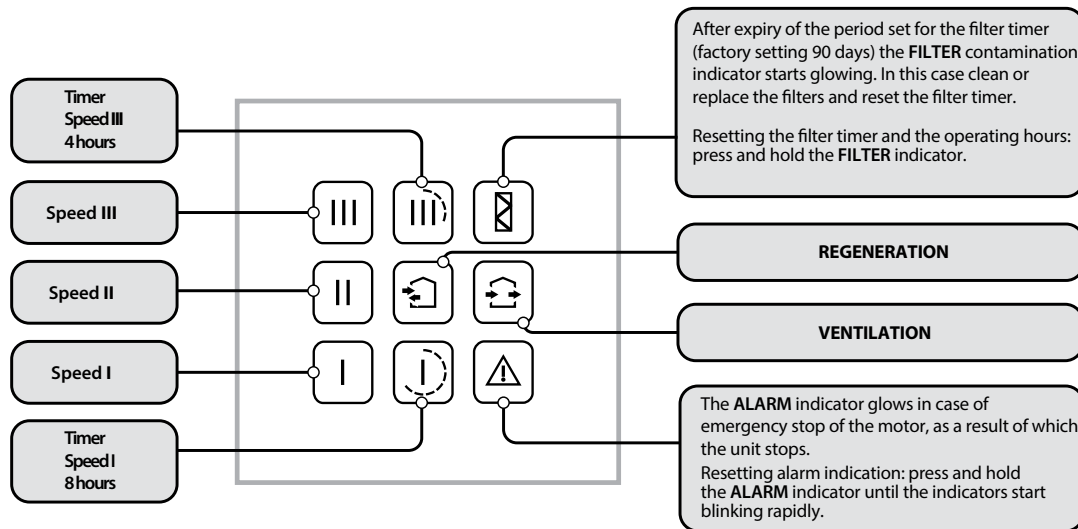 Timer
Speed III
4 hours
Speed III
Speed II
Speed I
Timer
Speed I
8 hours
III
III
II
I
I
After expiry of the period set for the filter timer
(factory setting 90 days) the FILTER contamination
indicator starts glowing. In this case clean or
replace the filters and reset the filter timer.
Resetting the filter timer and the operating hours:
press and hold the FILTER indicator.
REGENERATION
VENTILATION
The ALARM indicator glows in case of
emergency stop of the motor, as a result of which
the unit stops.
Resetting alarm indication: press and hold
the ALARM indicator until the indicators start
blinking rapidly.